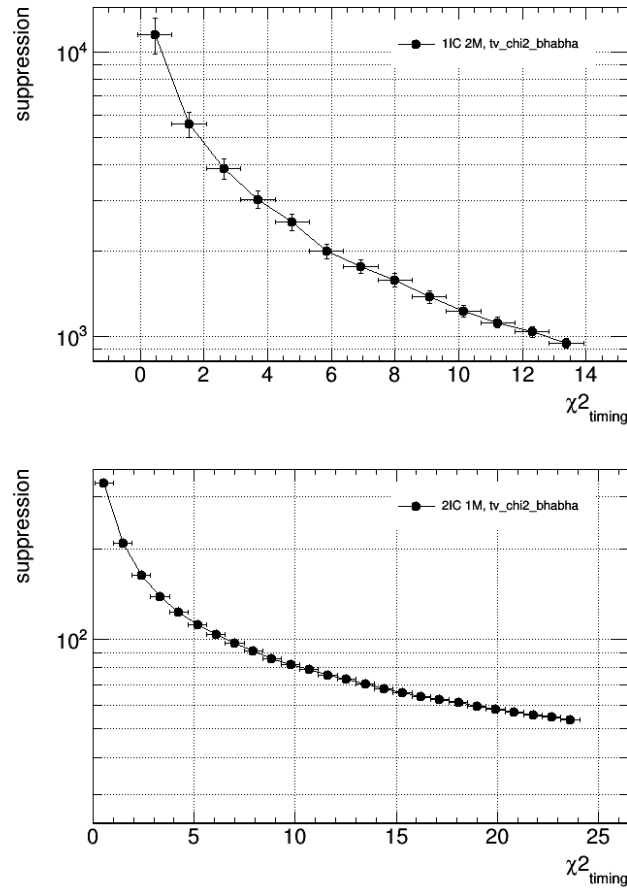 suppression
10⁴
10³
1IC 2M, tv_chi2_bhabha
0 2 4 6 8 10 12 14
χ2timing
suppression
10²
2IC 1M, tv_chi2_bhabha
0 5 10 15 20 25
χ2timing